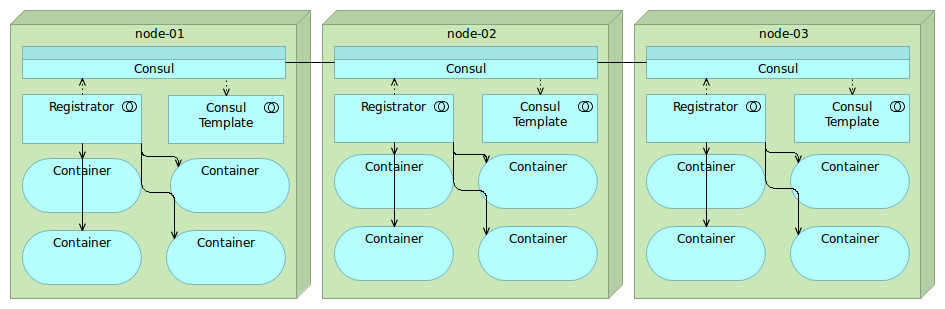 node-01
node-02
node-03
Consul
Consul
Consul
Registrator
Consul
Template
Registrator
Consul
Template
Registrator
Consul
Template
Container
Container
Container
Container
Container
Container
Container
Container
Container
Container
Container
Container